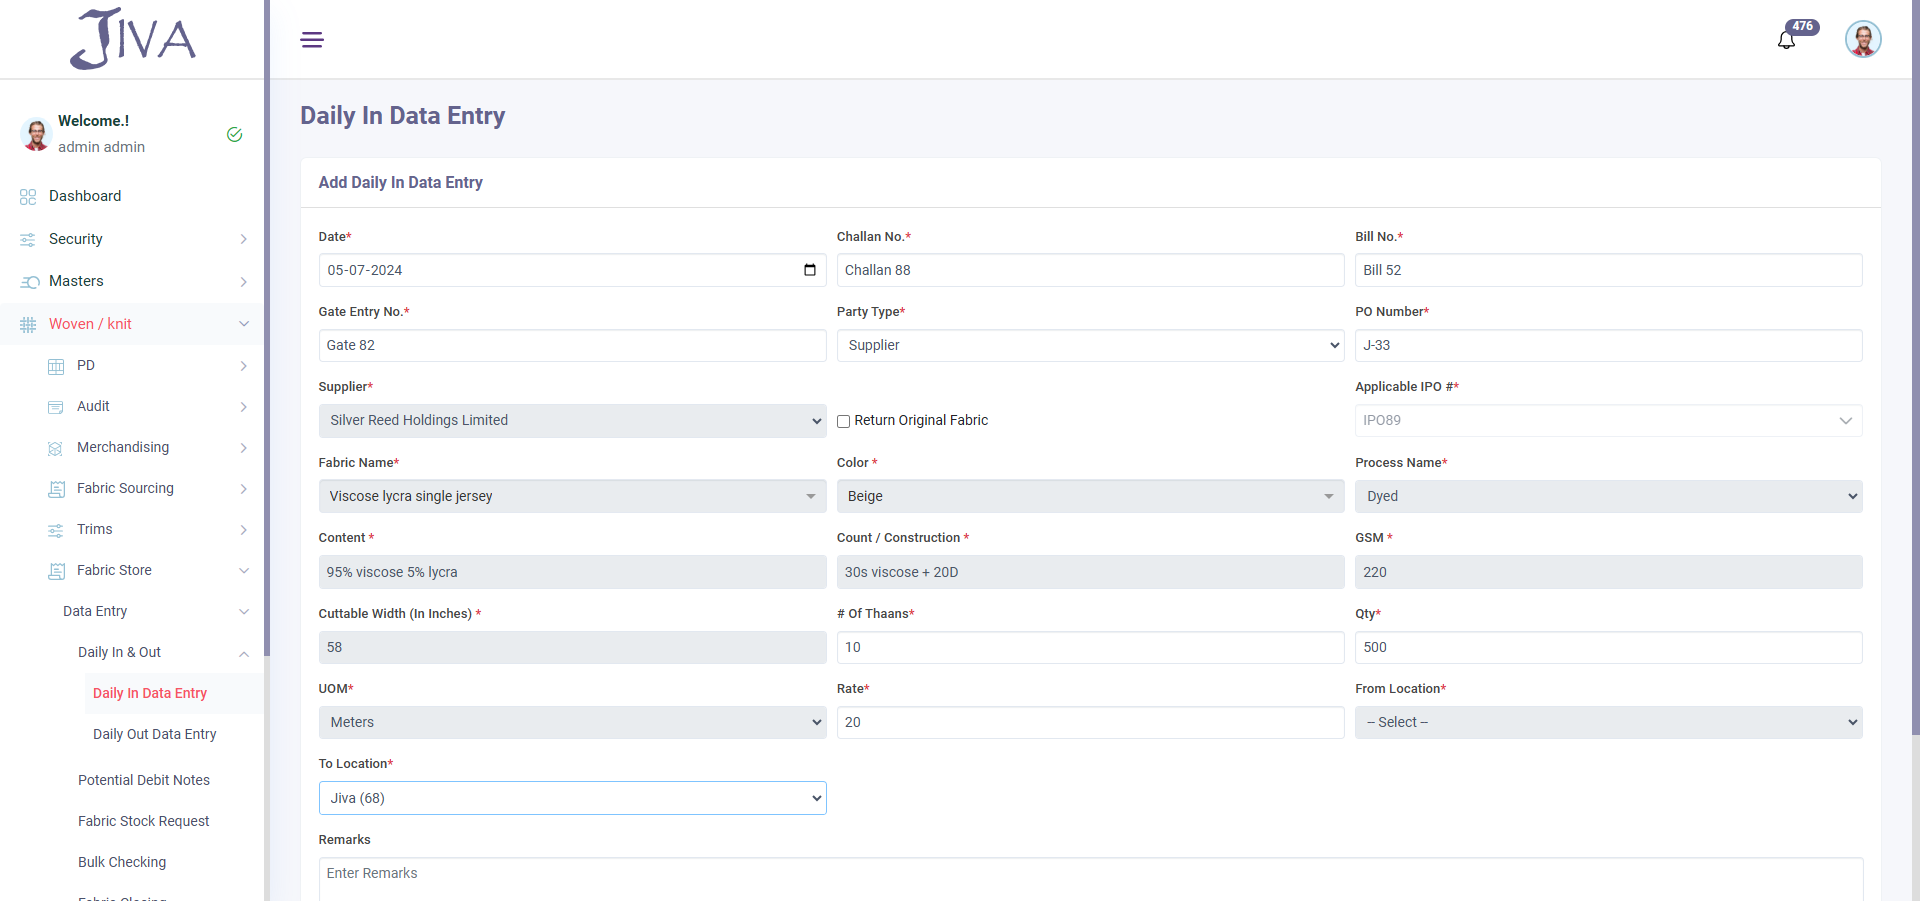 JIVA
476
Welcome.!
admin admin
Dashboard
Security
Masters
Woven / knit
PD
Audit
Merchandising
Fabric Sourcing
Trims
Fabric Store
Data Entry
Daily In & Out
Daily In Data Entry
Daily Out Data Entry
Potential Debit Notes
Fabric Stock Request
Bulk Checking
Fabric Closing
Daily In Data Entry
Add Daily In Data Entry
Date* Challan No.* Bill No.*
05-07-2024 Challan 88 Bill 52
Gate Entry No.* Party Type* PO Number*
Gate 82 Supplier J-33
Supplier* Applicable IPO #*
Silver Reed Holdings Limited Return Original Fabric IPO89
Fabric Name* Color * Process Name*
Viscose lycra single jersey Beige Dyed
Content * Count / Construction * GSM *
95% viscose 5% lycra 30s viscose + 20D 220
Cuttable Width (In Inches) * # Of Thaans* Qty*
58 10 500
UOM* Rate* From Location*
Meters 20 -- Select --
To Location*
Jiva (68)
Remarks
Enter Remarks